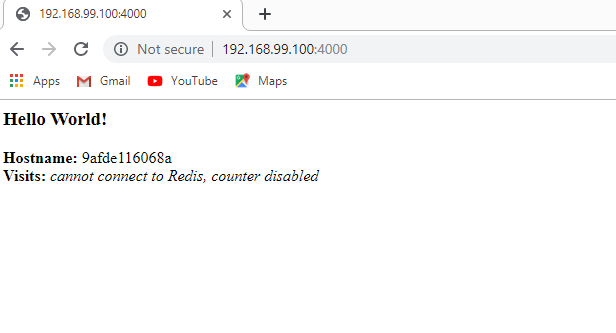 192.168.99.100:4000
Not secure | 192.168.99.100:4000
Apps Gmail YouTube Maps
Hello World!
Hostname: 9afde116068a
Visits: cannot connect to Redis, counter disabled